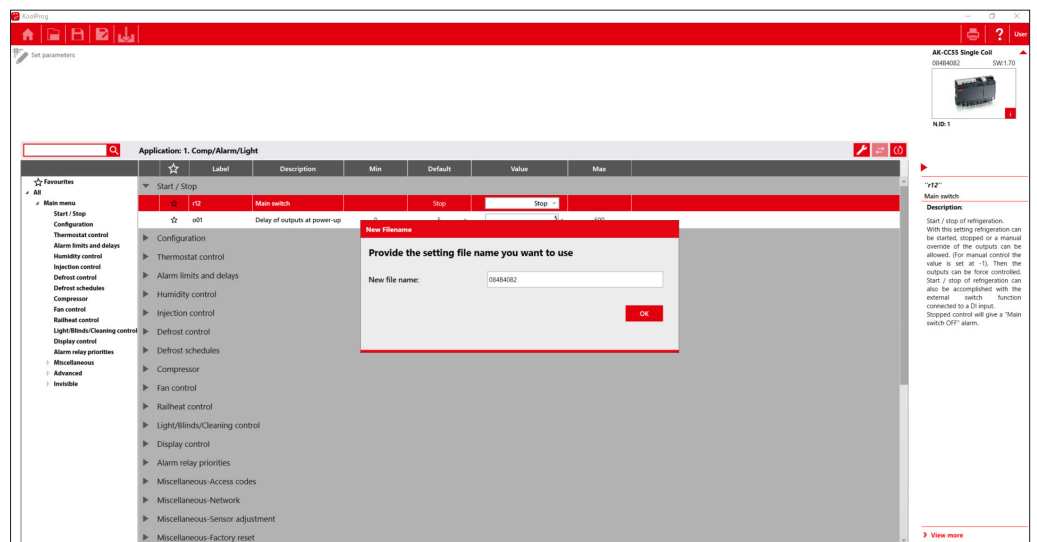 KoolProg
User
Set parameters
AK-CC55 Single Coil
084B4082 SW:1.70
N.ID: 1
Application: 1. Comp/Alarm/Light
Label Description Min Default Value Max
Favourites
All
Main menu
Start / Stop
Configuration
Thermostat control
Alarm limits and delays
Humidity control
Injection control
Defrost control
Defrost schedules
Compressor
Fan control
Railheat control
Light/Blinds/Cleaning control
Display control
Alarm relay priorities
Miscellaneous
Advanced
Invisible
Start / Stop
r12 Main switch Stop Stop
o01 Delay of outputs at power-up 0 5 5 600
Configuration
Thermostat control
Alarm limits and delays
Humidity control
Injection control
Defrost control
Defrost schedules
Compressor
Fan control
Railheat control
Light/Blinds/Cleaning control
Display control
Alarm relay priorities
Miscellaneous-Access codes
Miscellaneous-Network
Miscellaneous-Sensor adjustment
Miscellaneous-Factory reset
New Filename
Provide the setting file name you want to use
New file name: 084B4082
OK
"r12"
Main switch
Description:
Start / stop of refrigeration.
With this setting refrigeration can
be started, stopped or a manual
override of the outputs can be
allowed. (For manual control the
value is set at -1). Then the
outputs can be force controlled.
Start / stop of refrigeration can
also be accomplished with the
external switch function
connected to a DI input.
Stopped control will give a "Main
switch OFF" alarm.
View more